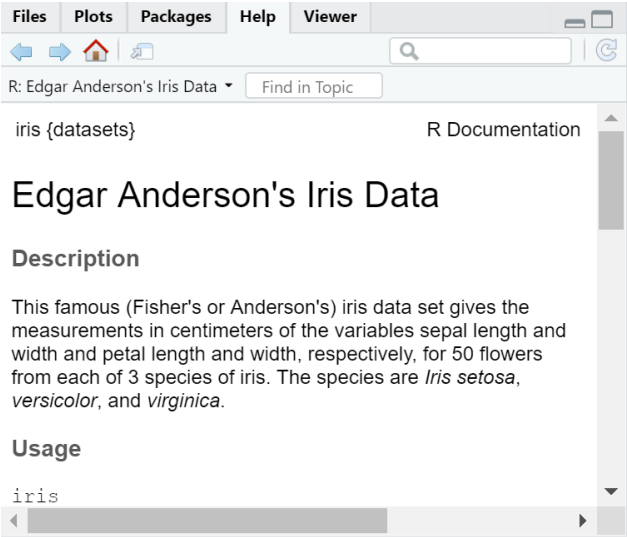 Files Plots Packages Help Viewer
R: Edgar Anderson's Iris Data Find in Topic
iris {datasets} R Documentation
Edgar Anderson's Iris Data
Description
This famous (Fisher's or Anderson's) iris data set gives the
measurements in centimeters of the variables sepal length and
width and petal length and width, respectively, for 50 flowers
from each of 3 species of iris. The species are Iris setosa,
versicolor, and virginica.
Usage
iris